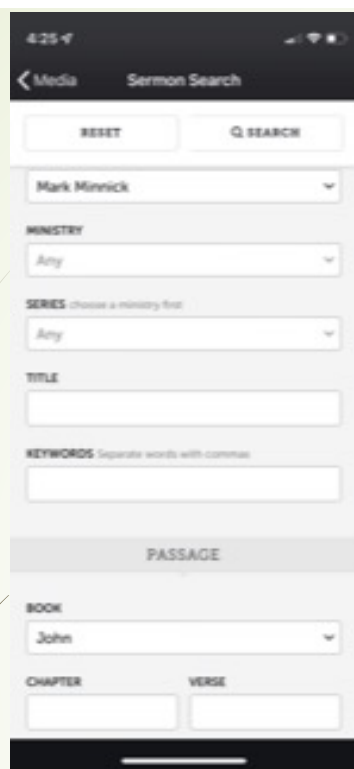 4:25
Media Sermon Search
RESET SEARCH
Mark Minnick
MINISTRY
Any
SERIES choose a ministry first
Any
TITLE
KEYWORDS Separate words with commas
PASSAGE
BOOK
John
CHAPTER VERSE